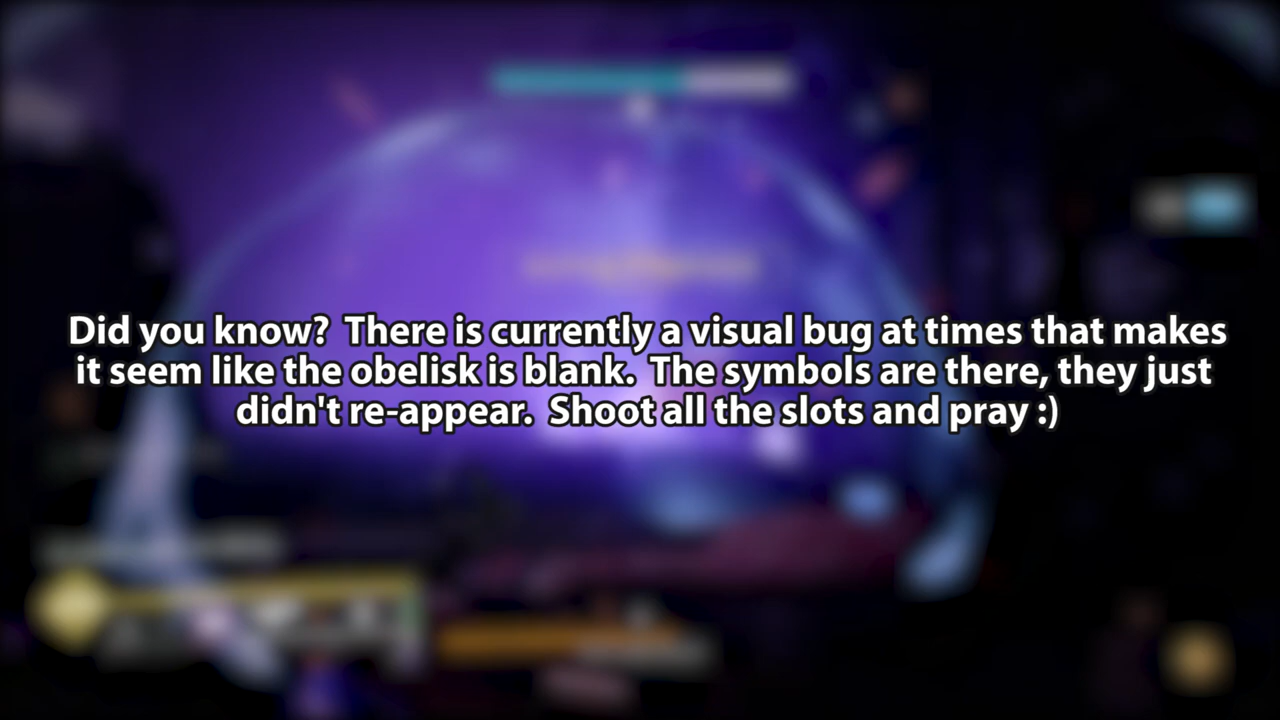 Did you know?  There is currently a visual bug at times that makes
it seem like the obelisk is blank.  The symbols are there, they just
didn't re-appear.  Shoot all the slots and pray :)